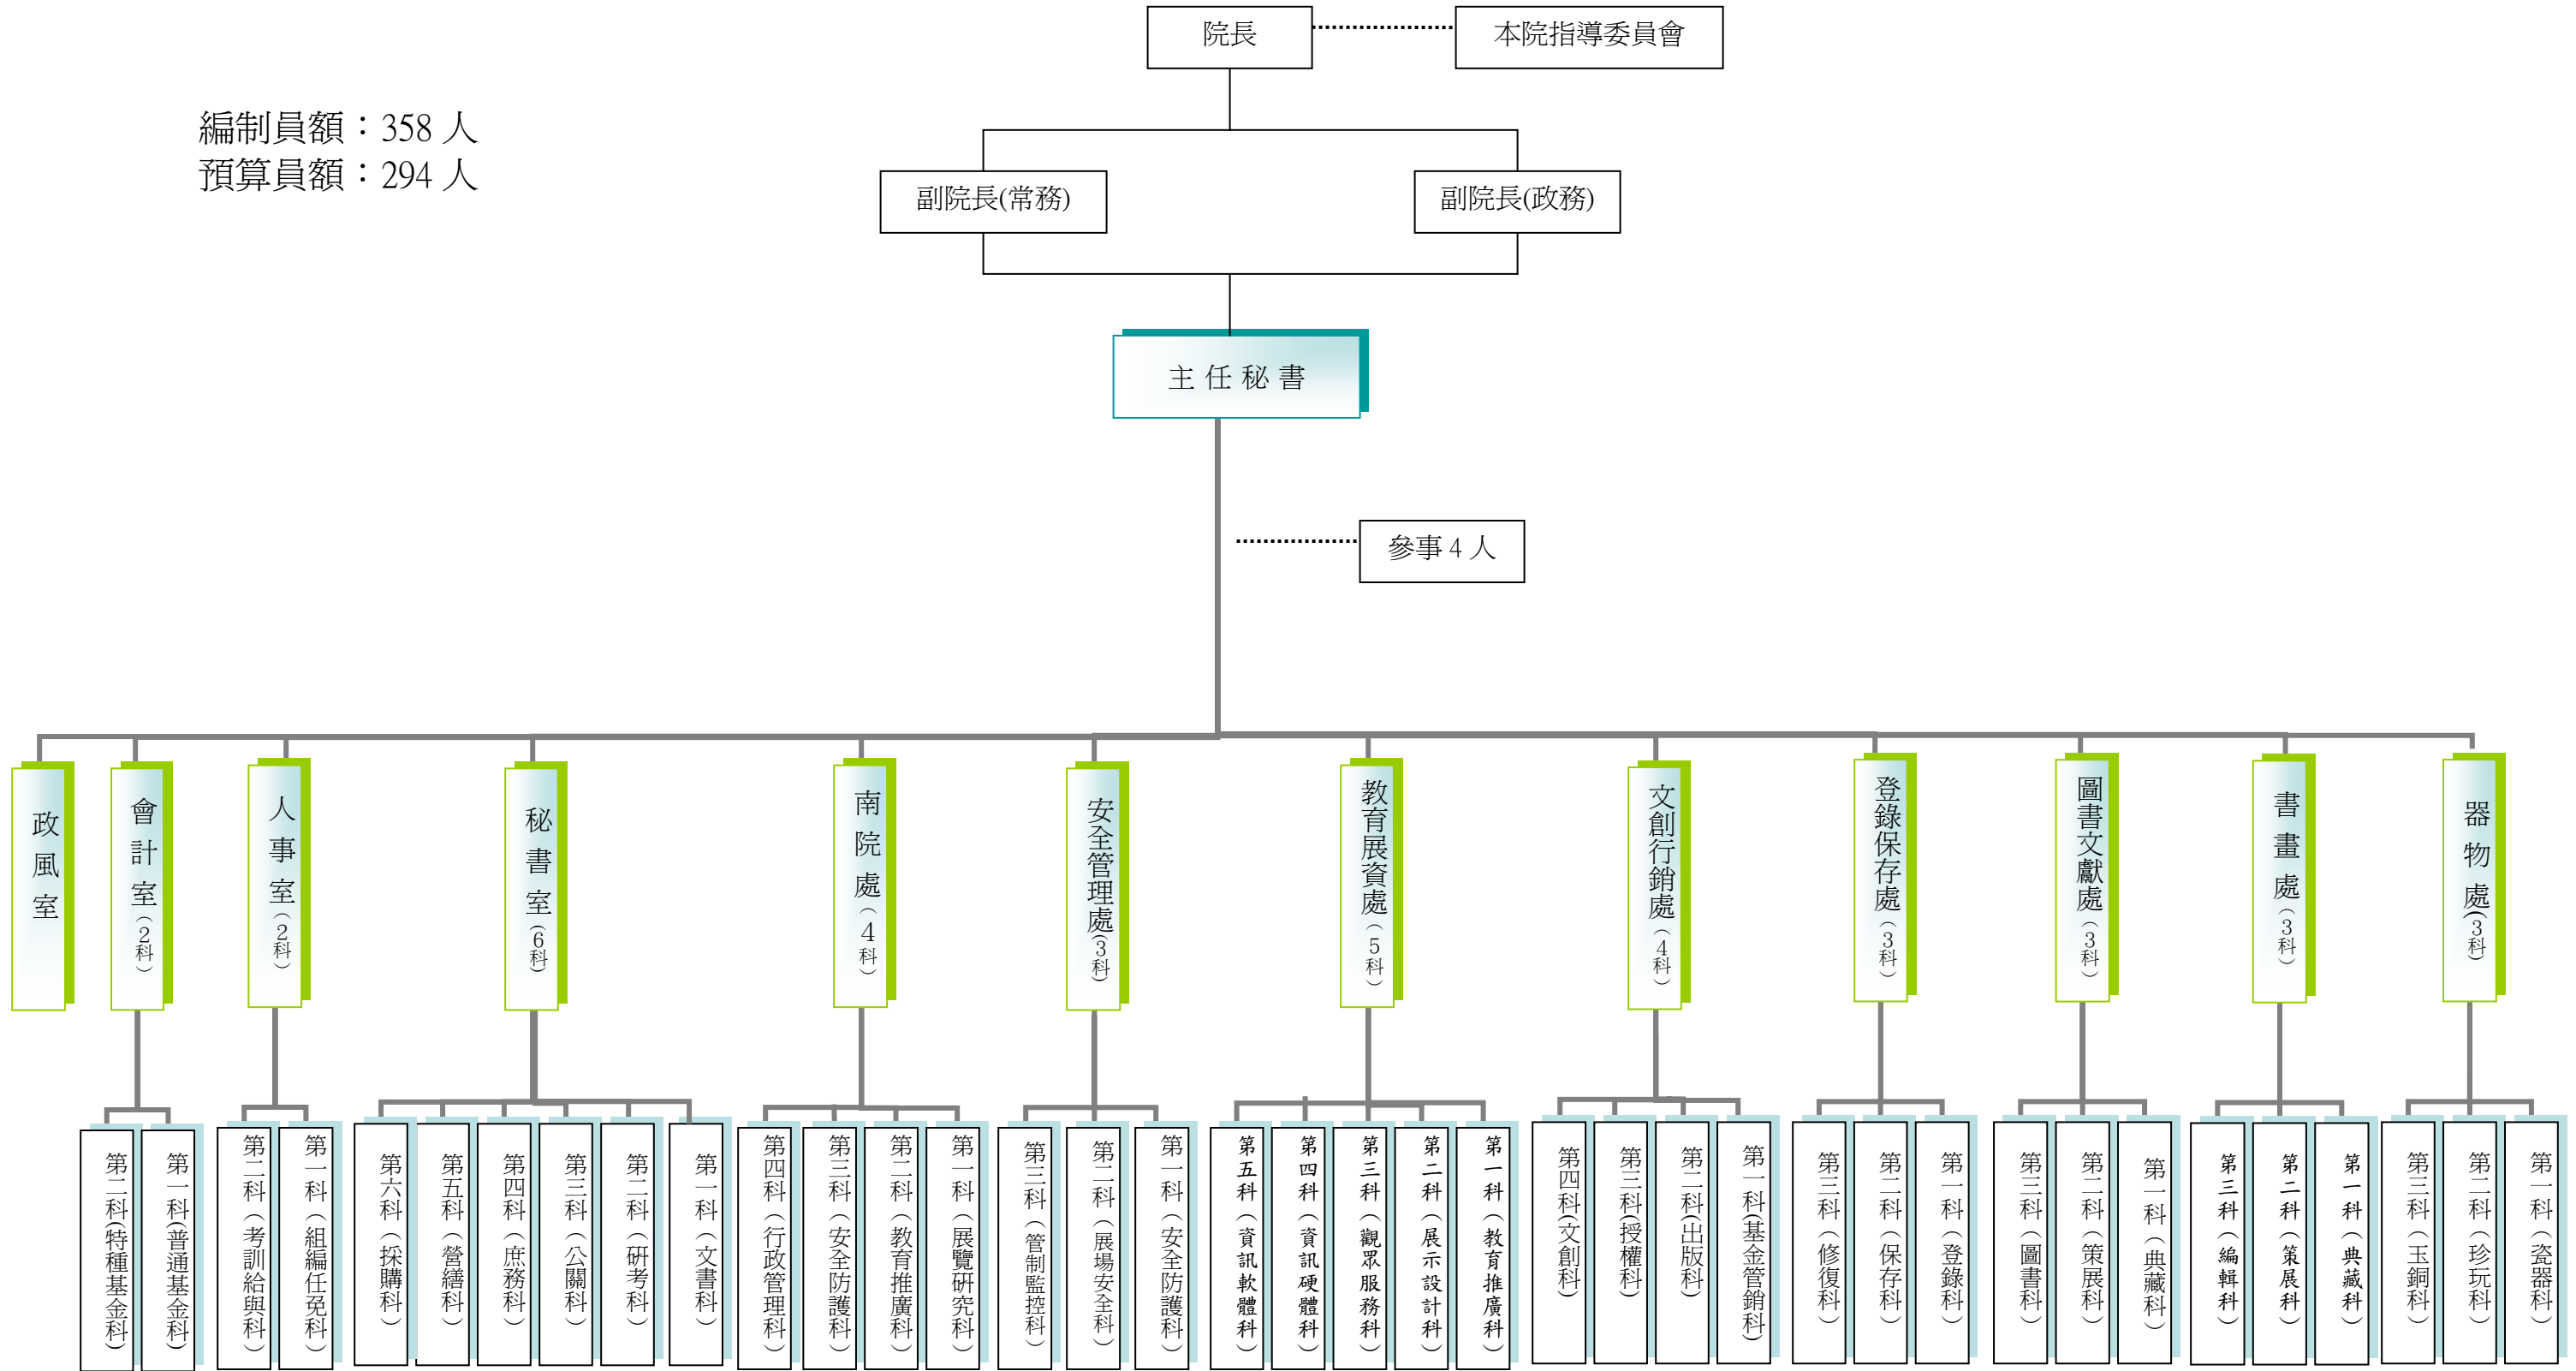 院長
本院指導委員會
編制員額：358 人
預算員額：294 人
副院長(常務)
副院長(政務)
主任秘書
參事 4 人
政風室
會計室（2科）
人事室（2科）
秘書室(6科)
南院處（4科）
安全管理處(3科)
教育展資處（5科）
文創行銷處（4科）
登錄保存處（3科）
圖書文獻處（3科）
書畫處（3科）
器物處(3科)
第二科(特種基金科)
第一科(普通基金科)
第二科（考訓給與科）
第一科（組編任免科）
第六科（採購科）
第五科（營繕科）
第四科（庶務科）
第三科（公關科）
第二科（研考科）
第一科（文書科）
第四科（行政管理科）
第三科（安全防護科）
第二科（教育推廣科）
第一科（展覽研究科）
第三科（管制監控科）
第二科（展場安全科）
第一科（安全防護科）
第五科（資訊軟體科）
第四科（資訊硬體科）
第三科（觀眾服務科）
第二科（展示設計科）
第一科（教育推廣科）
第四科(文創科)
第三科(授權科)
第二科(出版科)
第一科(基金管銷科)
第三科（修復科）
第二科（保存科）
第一科（登錄科）
第三科（圖書科）
第二科（策展科）
第一科（典藏科）
第三科（編輯科）
第二科（策展科）
第一科（典藏科）
第三科（玉銅科）
第二科（珍玩科）
第一科（瓷器科）